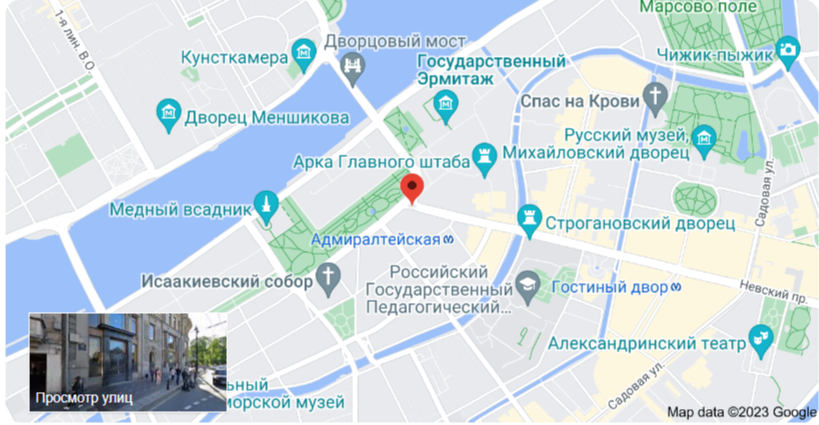 Марсово поле
1-я лин. В.О
Дворцовый мост
Кунсткамера
Чижик-пыжик
Государственный
Эрмитаж
Спас на Крови
Дворец Меншикова
Русский музей,
Михайловский дворец
Арка Главного штаба
Садовая ул.
Медный всадник
Строгановский дворец
Адмиралтейская
Исаакиевский собор
Российский
Государственный
Педагогический...
Гостиный двор
Невский пр.
Александринский театр
Садовая ул.
Просмотр улиц
ьный
морской музей
Map data ©2023 Google